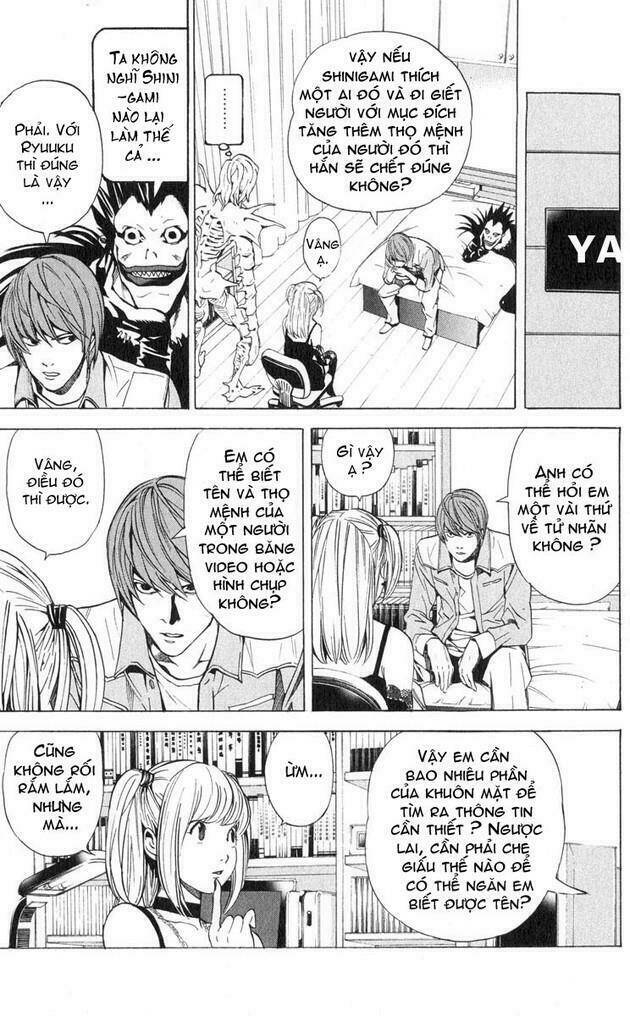 YA
VẬY NẾU
SHINIGAMI THÍCH
MỘT AI ĐÓ VÀ ĐI GIẾT
NGƯỜI VỚI MỤC ĐÍCH
TĂNG THÊM THỌ MỆNH
CỦA NGƯỜI ĐÓ THÌ
HẮN SẼ CHẾT ĐÚNG
KHÔNG?
VÂNG
Ạ.
........
TA KHÔNG
NGHĨ SHINI
-GAMI
NÀO LẠI
LÀM THẾ
CẢ ...
PHẢI. VỚI
RYUUKU
THÌ ĐÚNG
LÀ VẬY
...
ANH CÓ
THỂ HỎI EM
MỘT VÀI THỨ
VỀ TỬ NHÃN
KHÔNG ?
GÌ VẬY
Ạ ?
EM CÓ
THỂ BIẾT
TÊN VÀ THỌ
MỆNH CỦA
MỘT NGƯỜI
TRONG BĂNG
VIDEO HOẶC
HÌNH CHỤP
KHÔNG?
VÂNG,
ĐIỀU ĐÓ
THÌ ĐƯỢC.
VẬY EM CẦN
BAO NHIÊU PHẦN
CỦA KHUÔN MẶT ĐỂ
TÌM RA THÔNG TIN
CẦN THIẾT ? NGƯỢC
LẠI, CẦN PHẢI CHE
GIẤU THẾ NÀO ĐỂ
CÓ THỂ NGĂN EM
BIẾT ĐƯỢC TÊN?
ỪM...
CŨNG
KHÔNG RỐI
RẮM LẮM,
NHƯNG
MÀ...